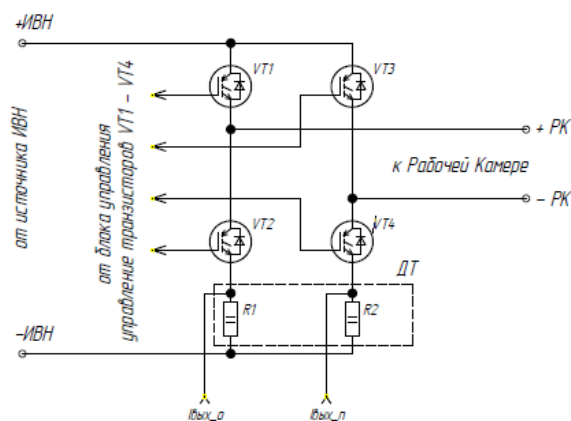 +ИВН
VT1
VT3
+ РК
к Рабочей Камере
– РК
от источника ИВН
от блока управления
управление транзисторов VT1 – VT4
VT2
VT4
ДТ
R1
R2
–ИВН
Iвых_о
Iвых_п